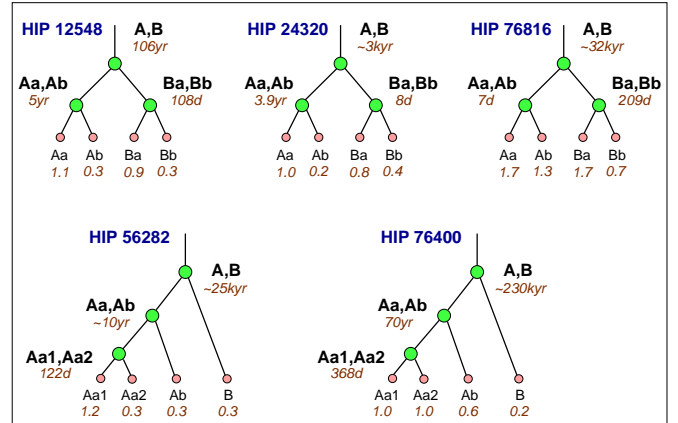 HIP 12548
A,B
106yr
Aa,Ab
5yr
Ba,Bb
108d
Aa Ab Ba Bb
1.1 0.3 0.9 0.3
HIP 24320
A,B
~3kyr
Aa,Ab
3.9yr
Ba,Bb
8d
Aa Ab Ba Bb
1.0 0.2 0.8 0.4
HIP 76816
A,B
~32kyr
Aa,Ab
7d
Ba,Bb
209d
Aa Ab Ba Bb
1.7 1.3 1.7 0.7
HIP 56282
A,B
~25kyr
Aa,Ab
~10yr
Aa1,Aa2
122d
Aa1 Aa2 Ab B
1.2 0.3 0.3 0.3
HIP 76400
A,B
~230kyr
Aa,Ab
70yr
Aa1,Aa2
368d
Aa1 Aa2 Ab B
1.0 1.0 0.6 0.2